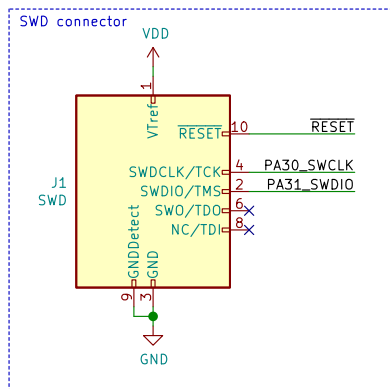 SWD connector
VDD
1
VTref
RESET
10
RESET
SWDCLK/TCK
4
PA30_SWCLK
J1
SWD
SWDIO/TMS
2
PA31_SWDIO
SWO/TDO
6
NC/TDI
8
GNDDetect
GND
9
3
GND